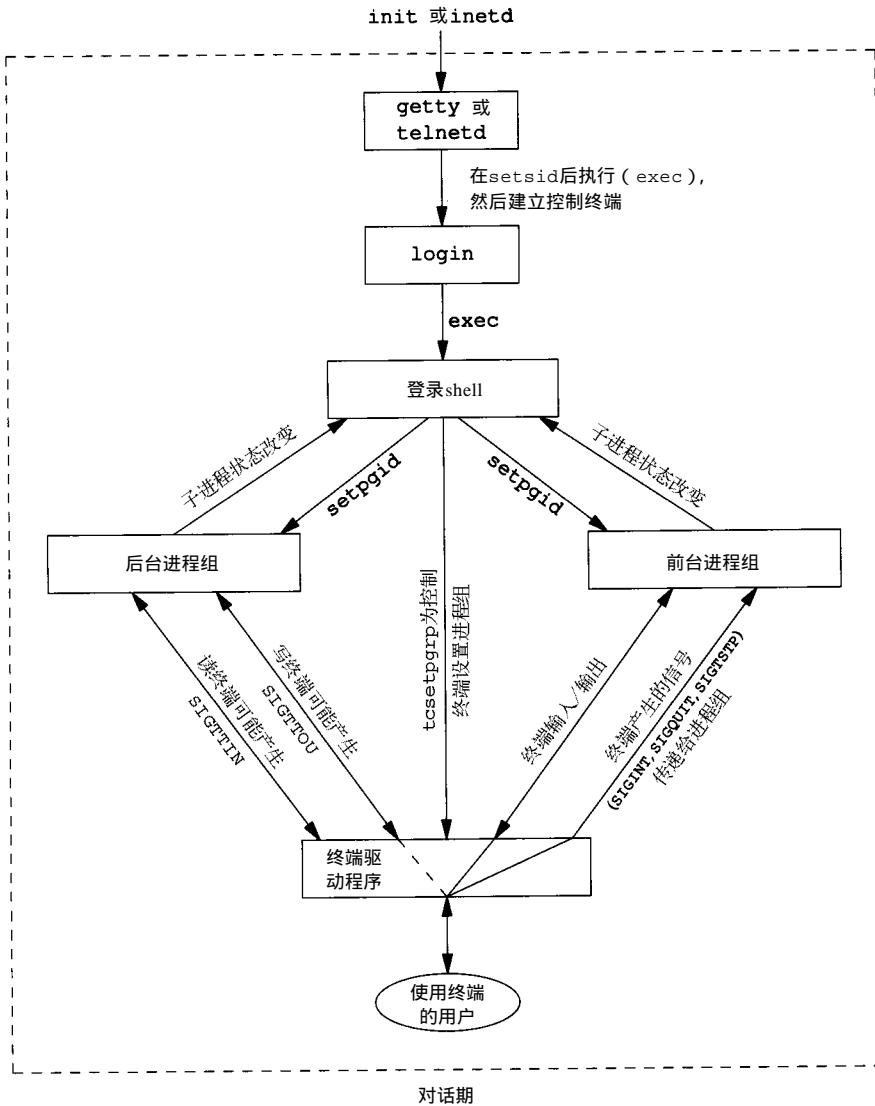 init 或inetd
getty 或
telnetd
在setsid后执行(exec),
然后建立控制终端
login
exec
登录shell
子进程状态改变
setpgid
setpgid
子进程状态改变
后台进程组
前台进程组
读终端可能产生
SIGTTIN
写终端可能产生
SIGTTOU
tcsetpgrp为控制
终端设置进程组
终端输入/输出
终端产生的信号
(SIGINT,SIGQUIT,SIGTSTP)
传递给进程组
终端驱
动程序
使用终端
的用户
对话期